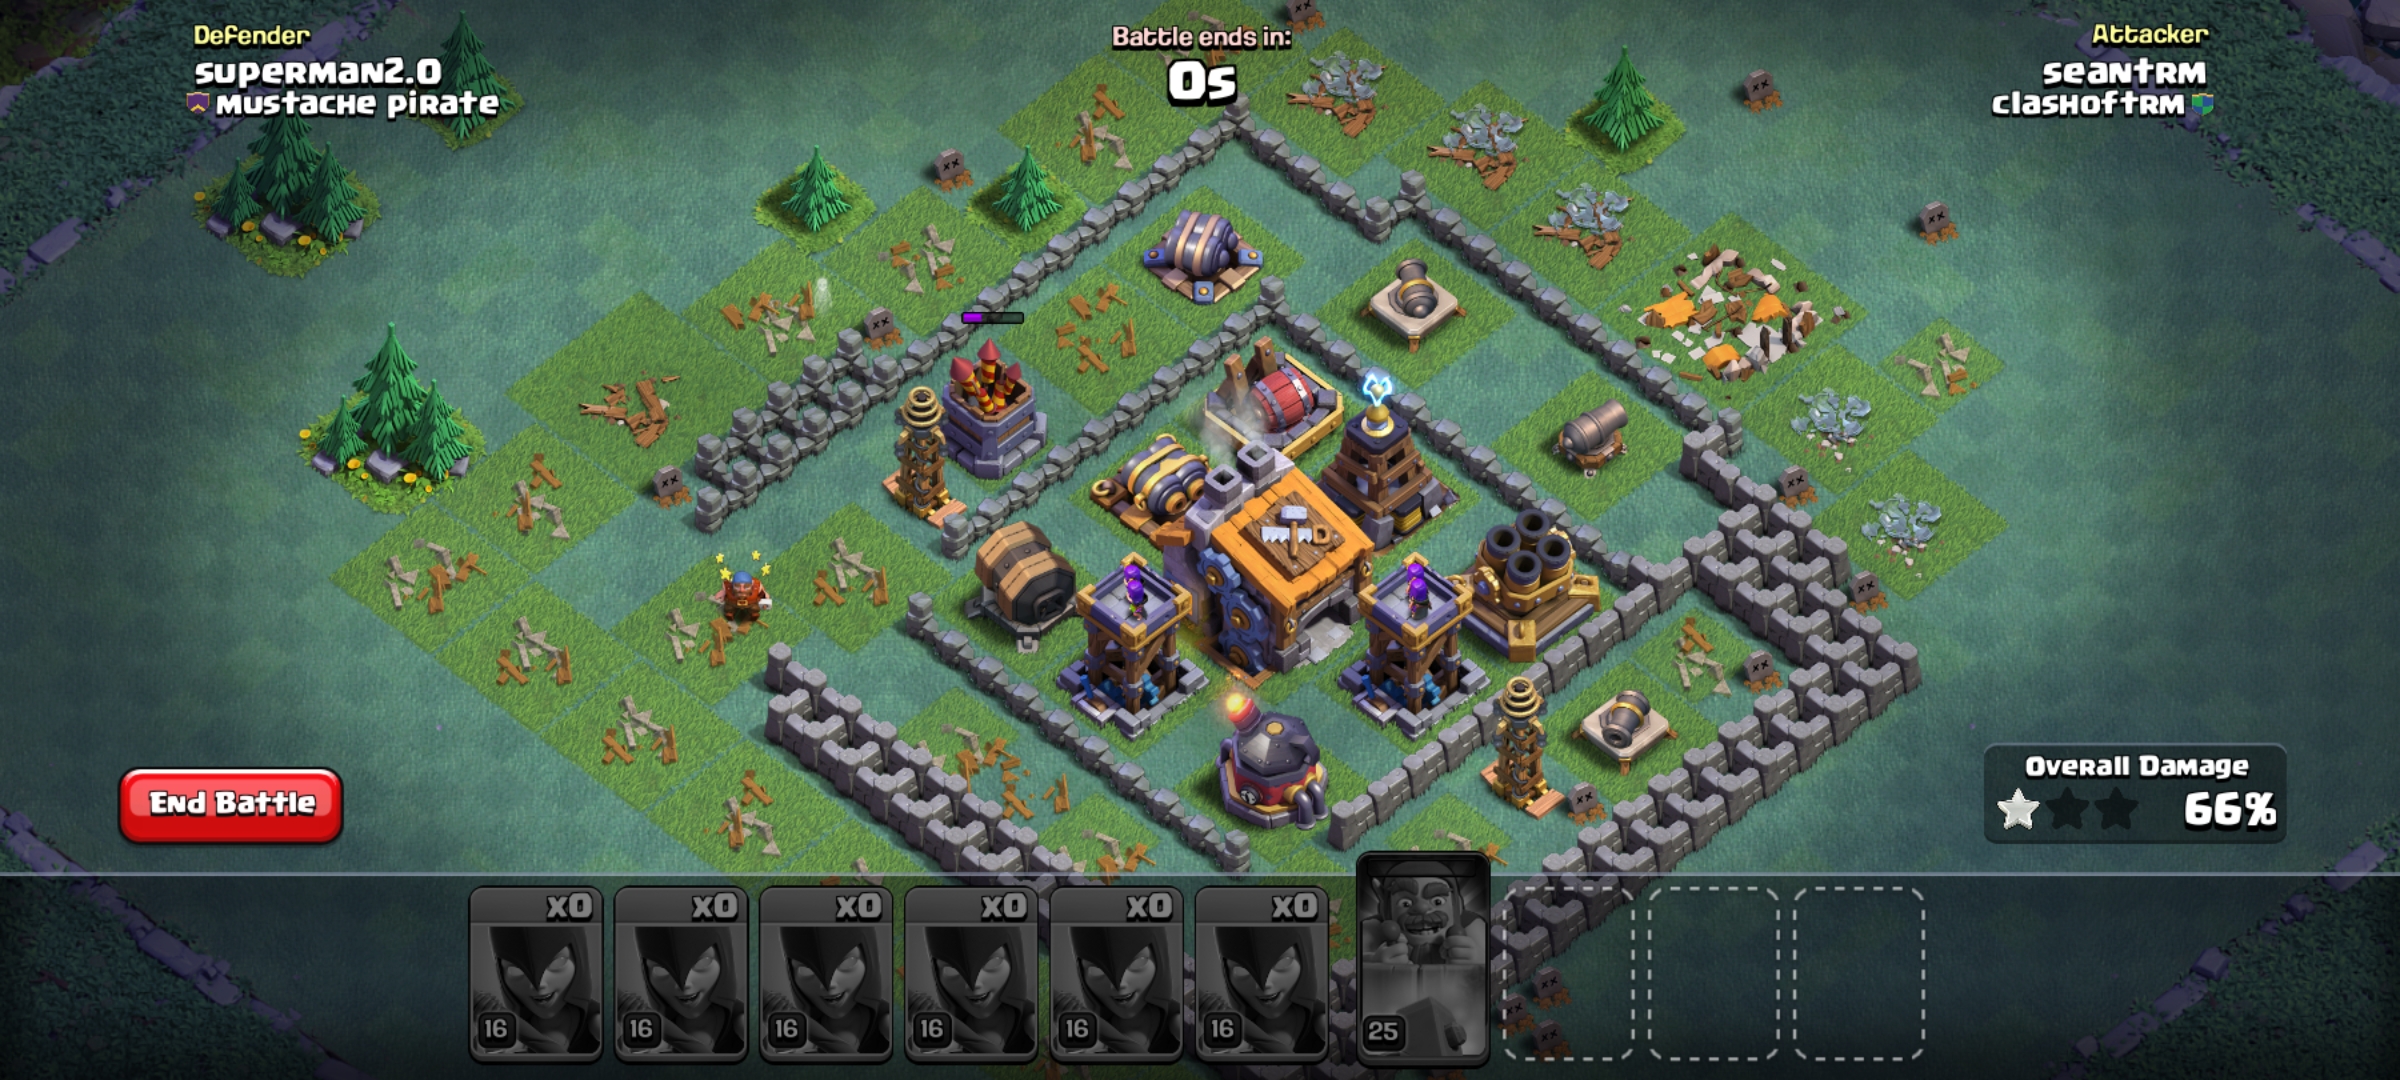 Defender
superman2.0
Mustache pirate
Battle ends in:
0s
Attacker
seantRM
clashoftRM
End Battle
Overall Damage
66%
x0
x0
x0
x0
x0
x0
16
16
16
16
16
16
25